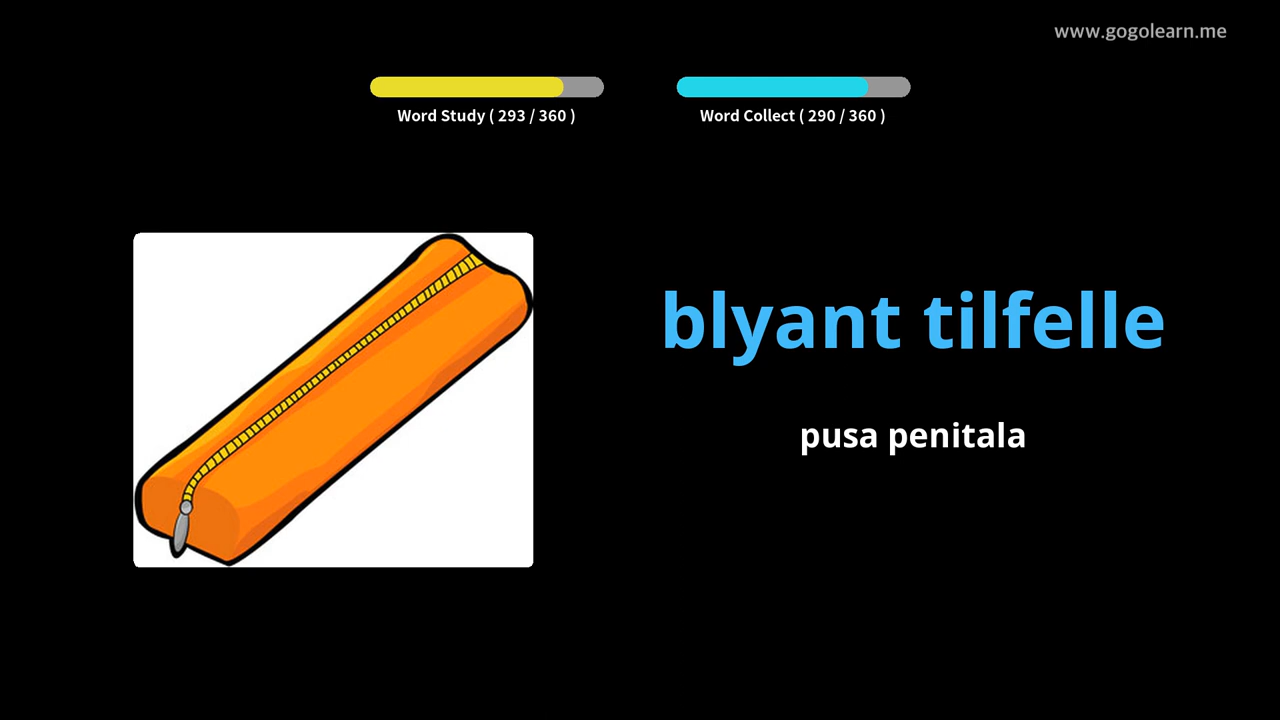 www.gogolearn.me
Word Study ( 293 / 360 )
Word Collect ( 290 / 360 )
blyant tilfelle
pusa penitala